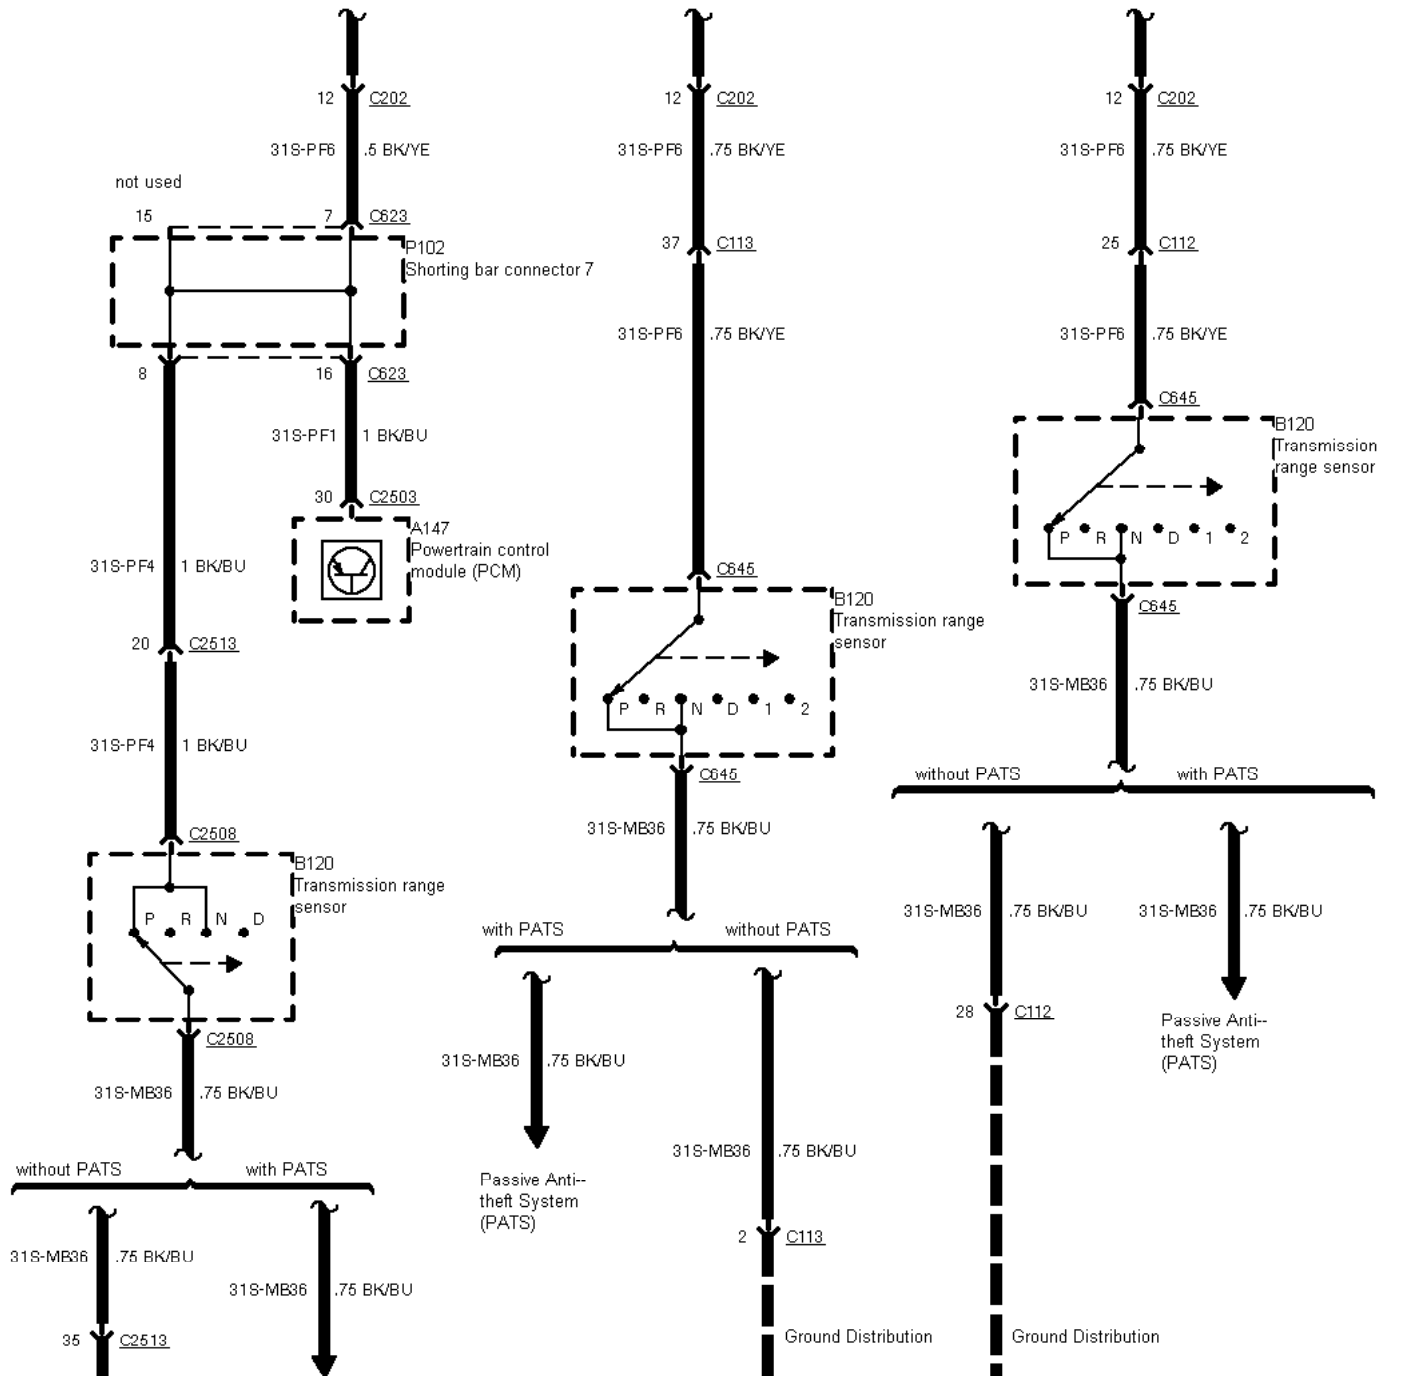 12 C202
31S-PF6 .5 BK/YE
not used
15 7 C623
P102
Shorting bar connector 7
8 16 C623
31S-PF1 1 BK/BU
30 C2503
A147
Powertrain control
module (PCM)
31S-PF4 1 BK/BU
20 C2513
31S-PF4 1 BK/BU
C2508
B120
Transmission range
sensor
P R N D
C2508
31S-MB36 .75 BK/BU
without PATS with PATS
31S-MB36 .75 BK/BU
31S-MB36 .75 BK/BU
35 C2513
12 C202
31S-PF6 .75 BK/YE
37 C113
31S-PF6 .75 BK/YE
C645
B120
Transmission range
sensor
P R N D 1 2
C645
31S-MB36 .75 BK/BU
with PATS without PATS
31S-MB36 .75 BK/BU
Passive Anti--
theft System
(PATS)
31S-MB36 .75 BK/BU
2 C113
Ground Distribution
12 C202
31S-PF6 .75 BK/YE
25 C112
31S-PF6 .75 BK/YE
C645
B120
Transmission
range sensor
P R N D 1 2
C645
31S-MB36 .75 BK/BU
without PATS with PATS
31S-MB36 .75 BK/BU
31S-MB36 .75 BK/BU
28 C112
Passive Anti--
theft System
(PATS)
Ground Distribution